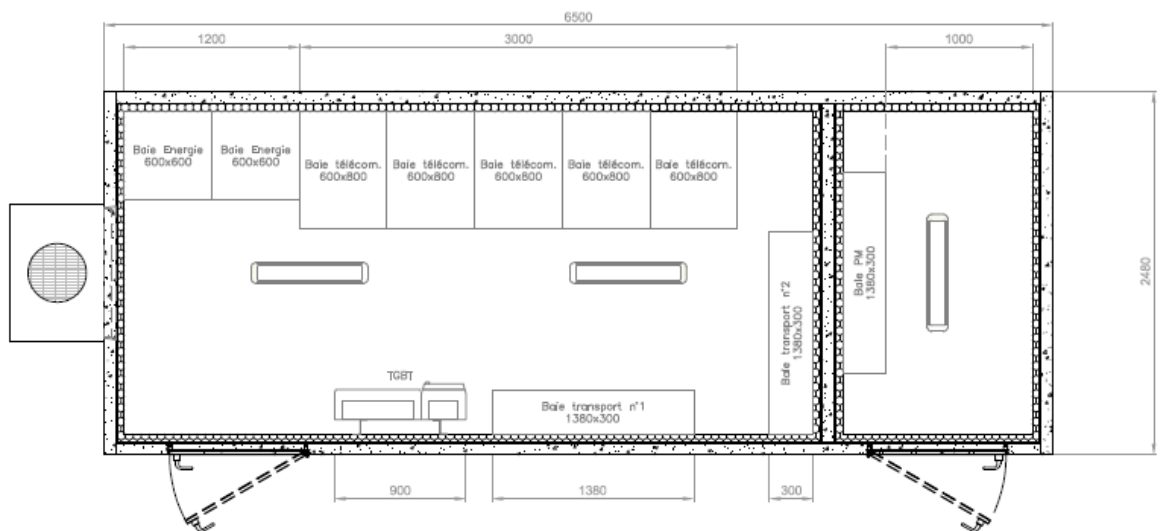 6500
1200
3000
1000
Baie Energie
600x600
Baie Energie
600x600
Baie télécom.
600x800
Baie télécom.
600x800
Baie télécom.
600x800
Baie télécom.
600x800
Baie télécom.
600x800
Baie PM
1380x300
2480
Baie transport n°2
1380x300
TGBT
Baie transport n°1
1380x300
900
1380
300